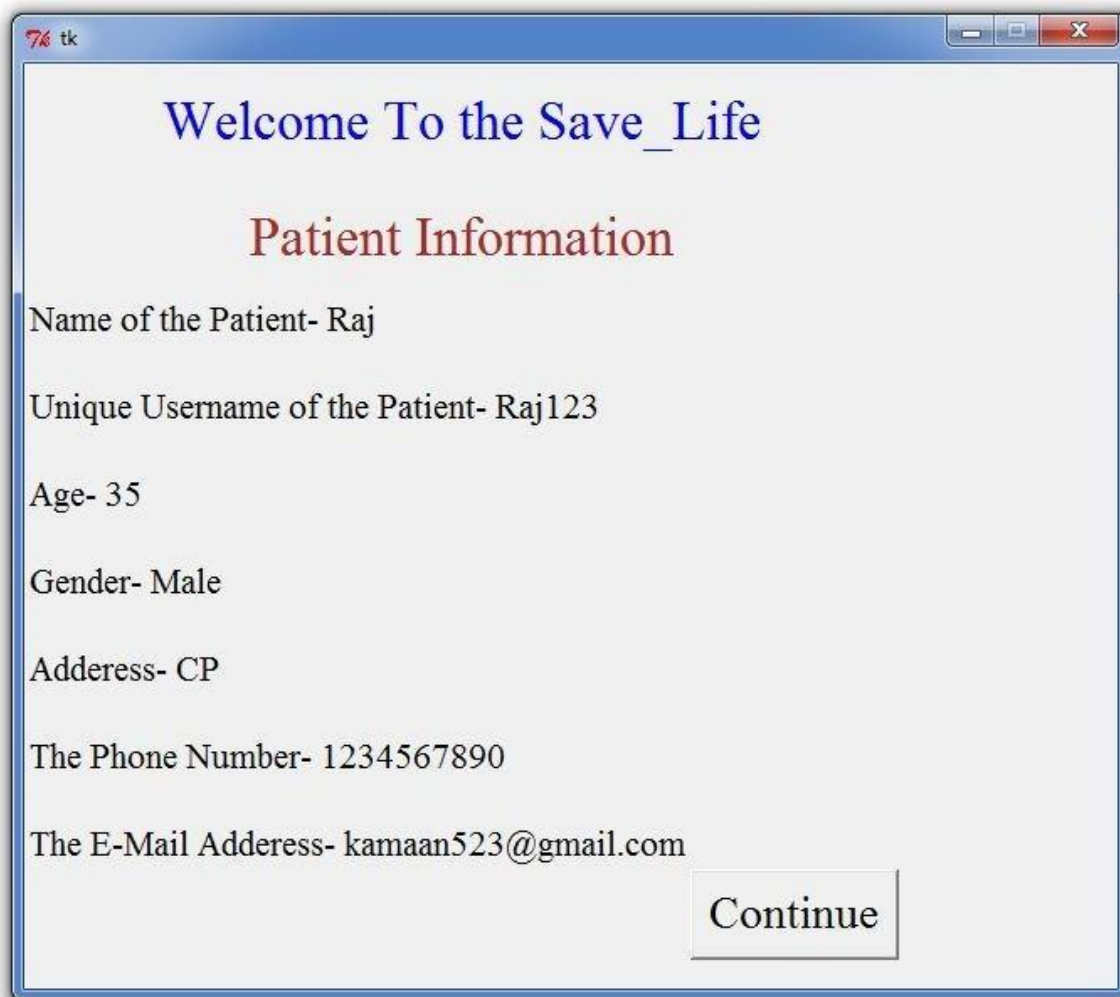 tk
Welcome To the Save_Life
Patient Information
Name of the Patient- Raj
Unique Username of the Patient- Raj123
Age- 35
Gender- Male
Adderess- CP
The Phone Number- 1234567890
The E-Mail Adderess- kamaan523@gmail.com
Continue